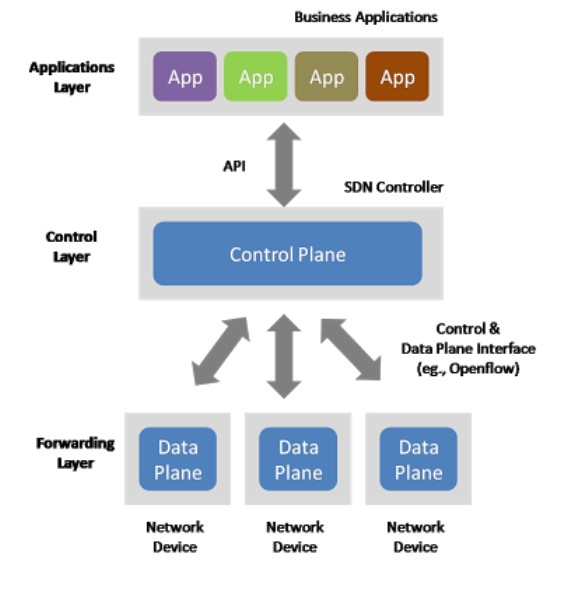 Business Applications
Applications
Layer
App App App App
API
SDN Controller
Control
Layer
Control Plane
Control &
Data Plane Interface
(eg., Openflow)
Forwarding
Layer
Data
Plane
Data
Plane
Data
Plane
Network
Device
Network
Device
Network
Device